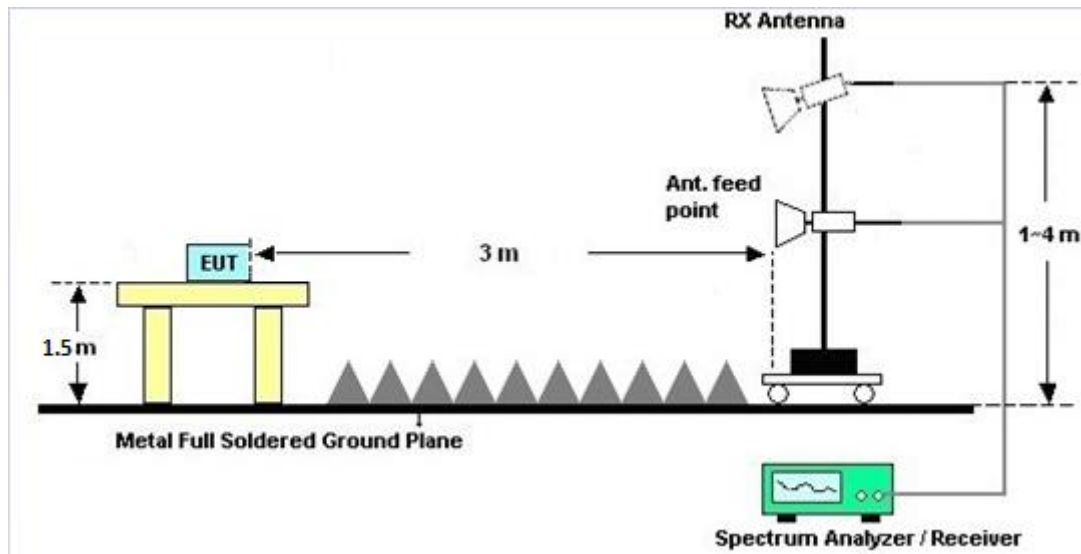 RX Antenna
Ant. feed
point
3 m
1~4 m
EUT
1.5 m
Metal Full Soldered Ground Plane
Spectrum Analyzer / Receiver